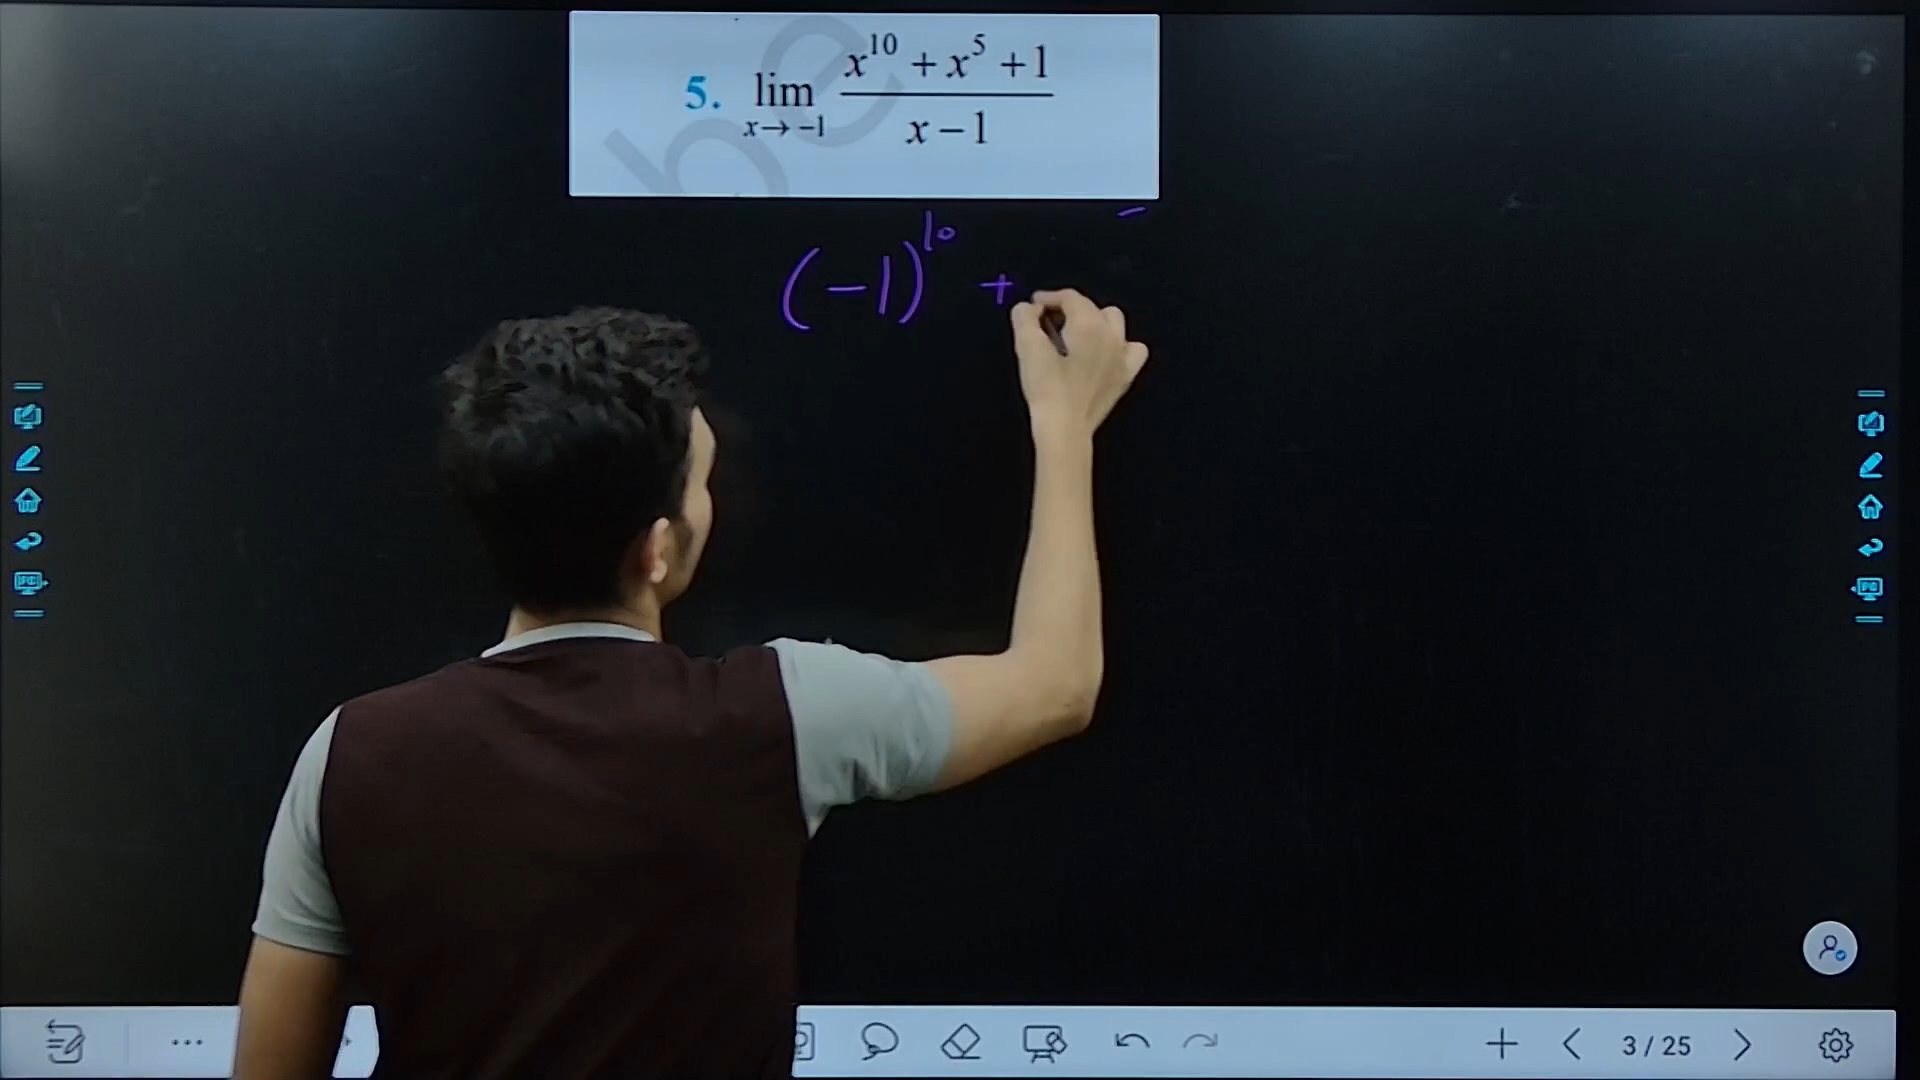 5. lim x→−1 x^10 + x^5 + 1 / x − 1
(−1)^10 +
3 / 25